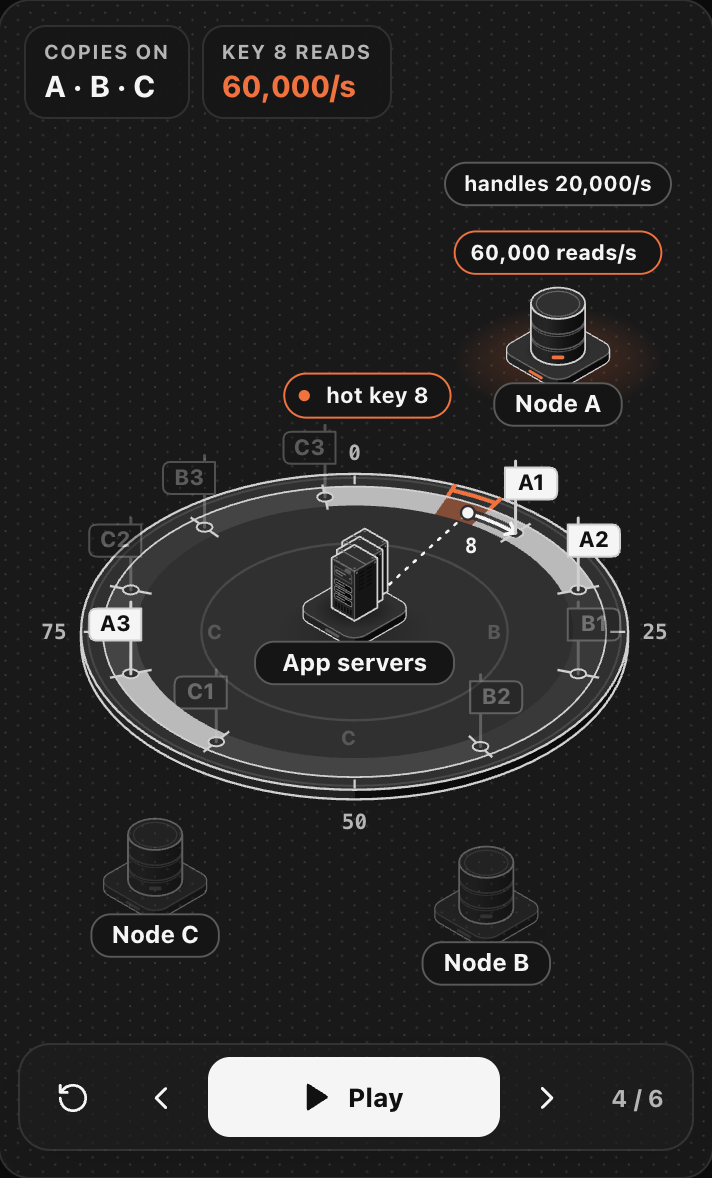 COPIES ON
A · B · C
KEY 8 READS
60,000/s
handles 20,000/s
60,000 reads/s
Node A
hot key 8
C3
0
B3
A1
C2
8
A2
75
A3
C
B
B1
25
App servers
C1
B2
C
50
Node C
Node B
Play
4 / 6